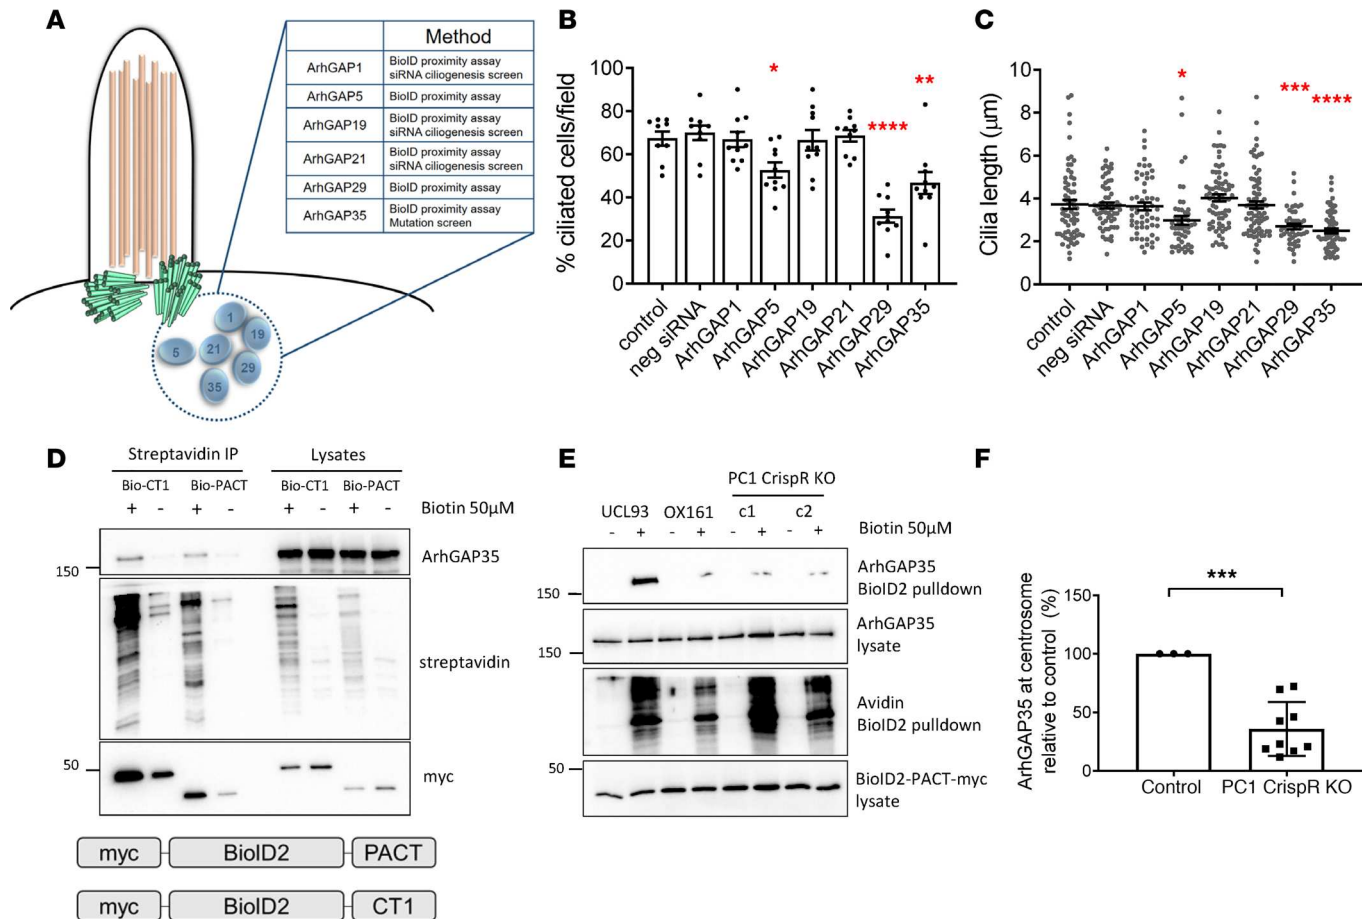 A
Method
ArhGAP1
BioID proximity assay
siRNA ciliogenesis screen
ArhGAP5
BioID proximity assay
ArhGAP19
BioID proximity assay
siRNA ciliogenesis screen
ArhGAP21
BioID proximity assay
siRNA ciliogenesis screen
ArhGAP29
BioID proximity assay
ArhGAP35
BioID proximity assay
Mutation screen
1
19
5
21
29
35
B
% ciliated cells/field
100
80
60
40
20
0
*
****
**
control
neg siRNA
ArhGAP1
ArhGAP5
ArhGAP19
ArhGAP21
ArhGAP29
ArhGAP35
C
Cilia length (μm)
10
8
6
4
2
0
*
***
****
control
neg siRNA
ArhGAP1
ArhGAP5
ArhGAP19
ArhGAP21
ArhGAP29
ArhGAP35
D
Streptavidin IP Lysates
Bio-CT1 Bio-PACT Bio-CT1 Bio-PACT
+ - + - + - + - Biotin 50μM
ArhGAP35
150
streptavidin
50
myc
myc BioID2 PACT
myc BioID2 CT1
E
PC1 CrispR KO
UCL93 OX161 c1 c2
- + - + - + - + Biotin 50μM
ArhGAP35
BioID2 pulldown
150
ArhGAP35
lysate
150
Avidin
BioID2 pulldown
50
BioID2-PACT-myc
lysate
F
ArhGAP35 at centrosome
relative to control (%)
***
150
100
50
0
Control PC1 CrispR KO